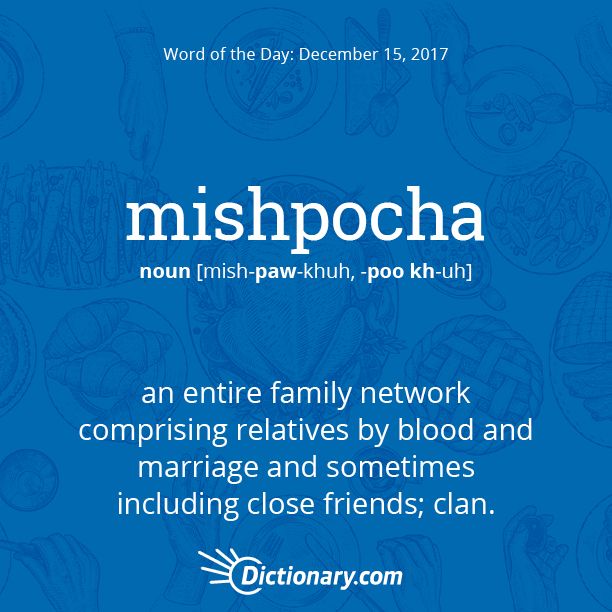 Word of the Day: December 15, 2017
mishpocha
noun [mish-paw-khuh, -poo kh-uh]
an entire family network
comprising relatives by blood and
marriage and sometimes
including close friends; clan.
Dictionary.com